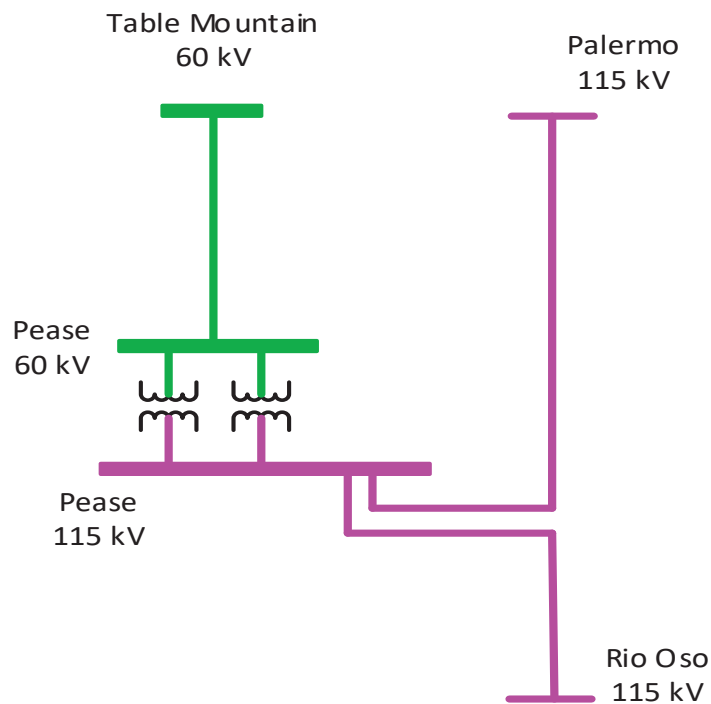 Table Mountain
60 kV
Palermo
115 kV
Pease
60 kV
Pease
115 kV
Rio Oso
115 kV